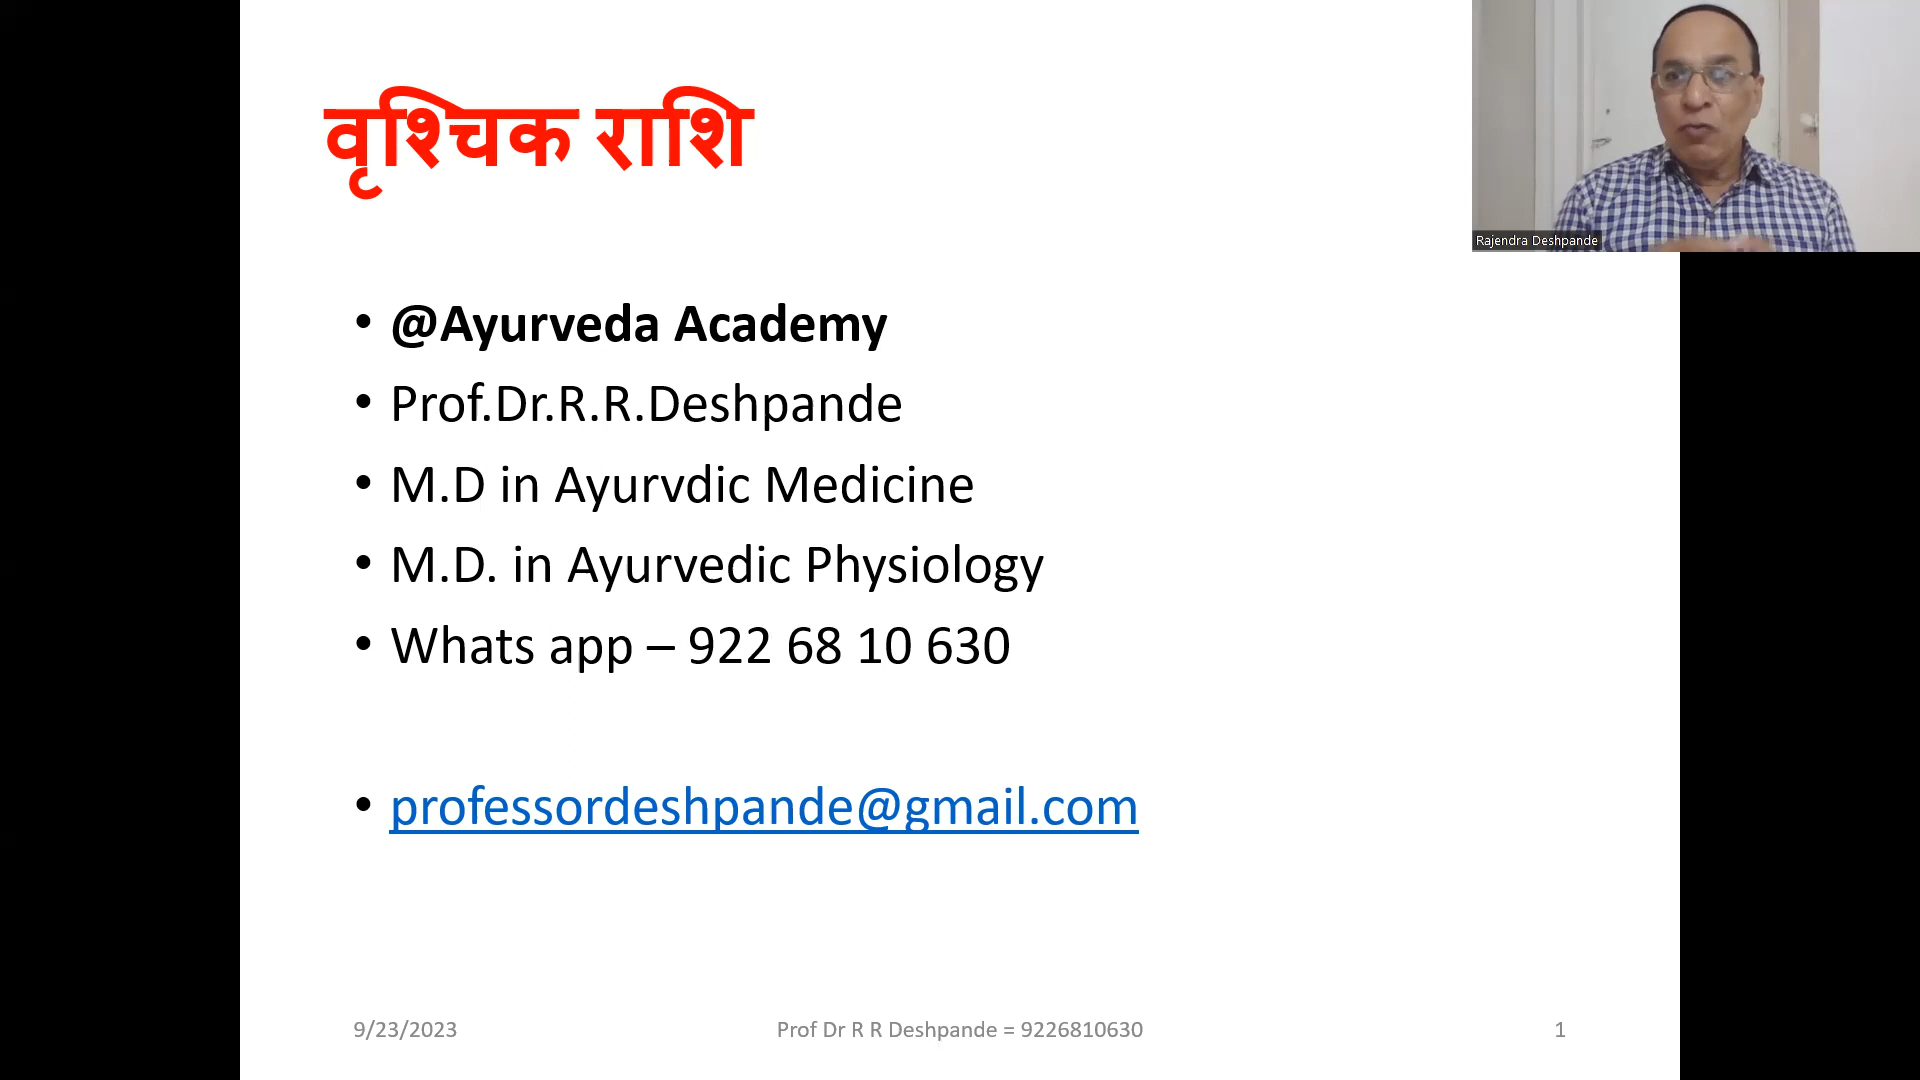 वृश्चिक राशि
Rajendra Deshpande
• @Ayurveda Academy
• Prof.Dr.R.R.Deshpande
• M.D in Ayurvdic Medicine
• M.D. in Ayurvedic Physiology
• Whats app – 922 68 10 630
• professordeshpande@gmail.com
9/23/2023
Prof Dr R R Deshpande = 9226810630
1